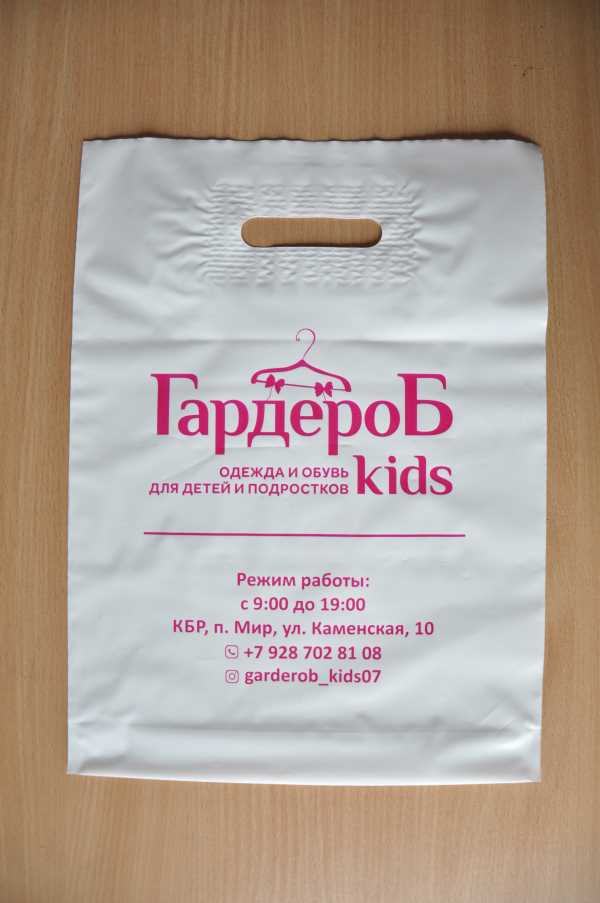 ГардероБ
ОДЕЖДА И ОБУВЬ
ДЛЯ ДЕТЕЙ И ПОДРОСТКОВ
kids
Режим работы:
с 9:00 до 19:00
КБР, п. Мир, ул. Каменская, 10
+7 928 702 81 08
garderob_kids07